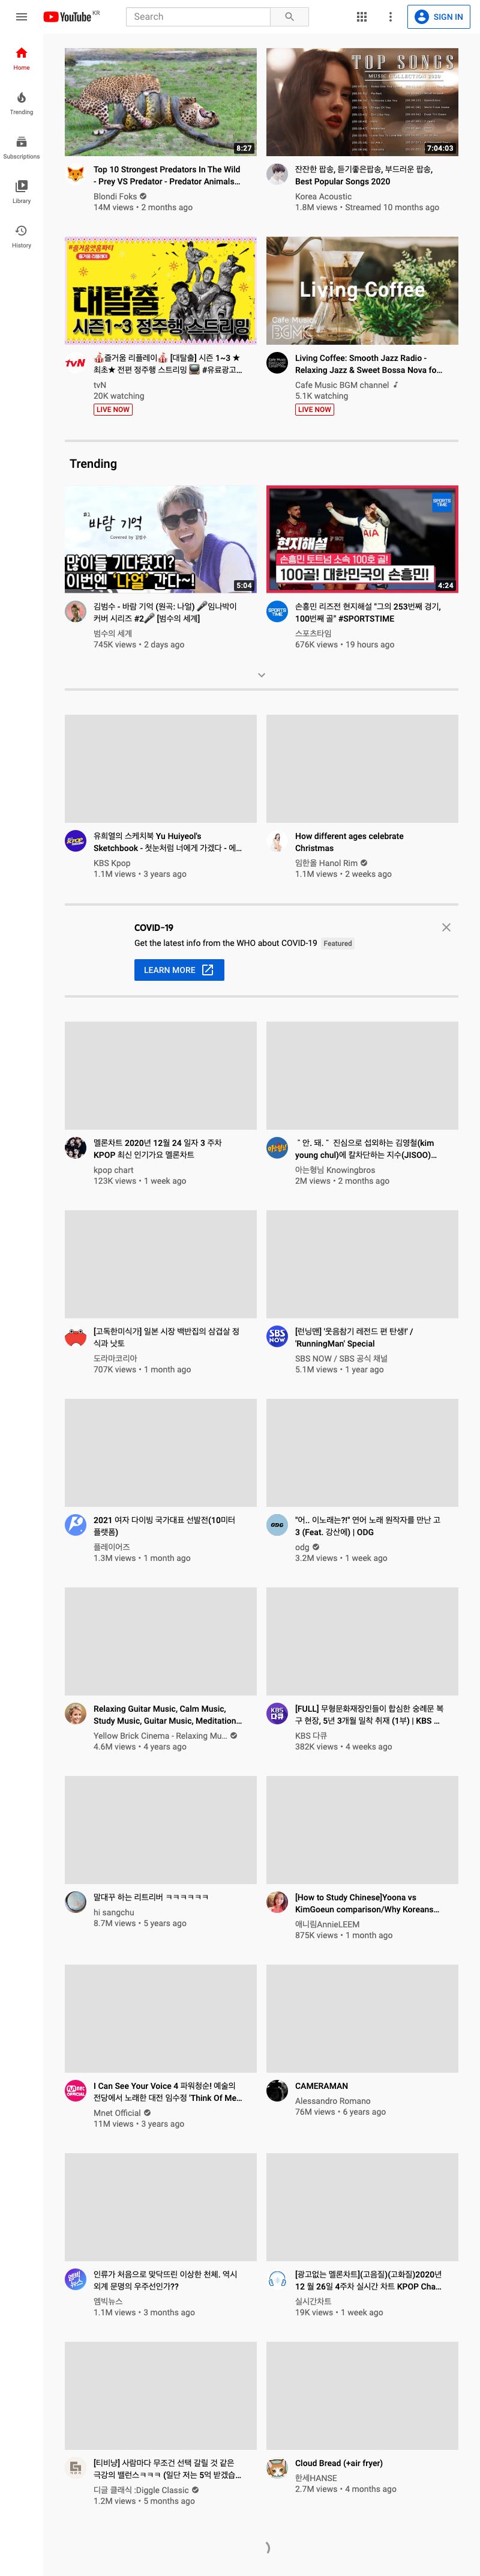 YouTube KR
Search
SIGN IN
Home
Trending
Subscriptions
Library
History
8:27
Top 10 Strongest Predators In The Wild
- Prey VS Predator - Predator Animals...
Blondi Foks
14M views • 2 months ago
TOP SONGS
MUSIC COLLECTION 2020
7:04:03
잔잔한 팝송, 듣기좋은팝송, 부드러운 팝송,
Best Popular Songs 2020
Korea Acoustic
1.8M views • Streamed 10 months ago
#즐거움엣홈파티
즐거움 리플레이
대탈출
시즌1~3 정주행 스트리밍
tvN
🎪즐거움 리플레이🎪 [대탈출] 시즌 1~3 ★
최초★ 전편 정주행 스트리밍 📺 #유료광고...
tvN
20K watching
LIVE NOW
Living Coffee
Cafe Music
BGM
Living Coffee: Smooth Jazz Radio -
Relaxing Jazz & Sweet Bossa Nova fo...
Cafe Music BGM channel
5.1K watching
LIVE NOW
Trending
#2
바람 기억
Covered by 김범수
많이들 기다렸지?
이번엔 '나얼' 간다~!
5:04
김범수 - 바람 기억 (원곡: 나얼) 🎤임나박이
커버 시리즈 #2🎤 [범수의 세계]
범수의 세계
745K views • 2 days ago
SPORTS
TIME
AIA
현지해설
손흥민 토트넘 소속 100호 골!
100골! 대한민국의 손흥민!
4:24
손흥민 리즈전 현지해설 "그의 253번째 경기,
100번째 골" #SPORTSTIME
스포츠타임
676K views • 19 hours ago
유희열의 스케치북 Yu Huiyeol's
Sketchbook - 첫눈처럼 너에게 가겠다 - 에...
KBS Kpop
1.1M views • 3 years ago
How different ages celebrate
Christmas
임한올 Hanol Rim
1.1M views • 2 weeks ago
COVID-19
Get the latest info from the WHO about COVID-19 Featured
LEARN MORE
멜론차트 2020년 12월 24 일자 3 주차
KPOP 최신 인기가요 멜론차트
kpop chart
123K views • 1 week ago
˝안. 돼.˝ 진심으로 섭외하는 김영철(kim
young chul)에 칼차단하는 지수(JISOO)...
아는형님 Knowingbros
2M views • 2 months ago
[고독한미식가] 일본 시장 백반집의 삼겹살 정
식과 낫토
도라마코리아
707K views • 1 month ago
SBS
NOW
[런닝맨] '웃음참기 레전드 편 탄생!' /
'RunningMan' Special
SBS NOW / SBS 공식 채널
5.1M views • 1 year ago
2021 여자 다이빙 국가대표 선발전(10미터
플랫폼)
플레이어즈
1.3M views • 1 month ago
ODG
"어.. 이노래는?!" 연어 노래 원작자를 만난 고
3 (Feat. 강산에) | ODG
odg
3.2M views • 1 week ago
Relaxing Guitar Music, Calm Music,
Study Music, Guitar Music, Meditation...
Yellow Brick Cinema - Relaxing Mu...
4.6M views • 4 years ago
KBS
다큐
[FULL] 무형문화재장인들이 합심한 숭례문 복
구 현장, 5년 3개월 밀착 취재 (1부) | KBS ...
KBS 다큐
382K views • 4 weeks ago
말대꾸 하는 리트리버 ㅋㅋㅋㅋㅋㅋ
hi sangchu
8.7M views • 5 years ago
[How to Study Chinese]Yoona vs
KimGoeun comparison/Why Koreans...
애니림AnnieLEEM
875K views • 1 month ago
I Can See Your Voice 4 파워청순! 예술의
전당에서 노래한 대전 임수정 'Think Of Me...
Mnet Official
11M views • 3 years ago
CAMERAMAN
Alessandro Romano
76M views • 6 years ago
엠빅
뉴스
인류가 처음으로 맞닥뜨린 이상한 천체. 역시
외계 문명의 우주선인가??
엠빅뉴스
1.1M views • 3 months ago
[광고없는 멜론차트](고음질)(고화질)2020년
12 월 26일 4주차 실시간 차트 KPOP Cha...
실시간차트
19K views • 1 week ago
[티비냥] 사람마다 무조건 선택 갈릴 것 같은
극강의 밸런스ㅋㅋㅋ (일단 저는 5억 받겠습...
디글 클래식 :Diggle Classic
1.2M views • 5 months ago
Cloud Bread (+air fryer)
한세HANSE
2.7M views • 4 months ago